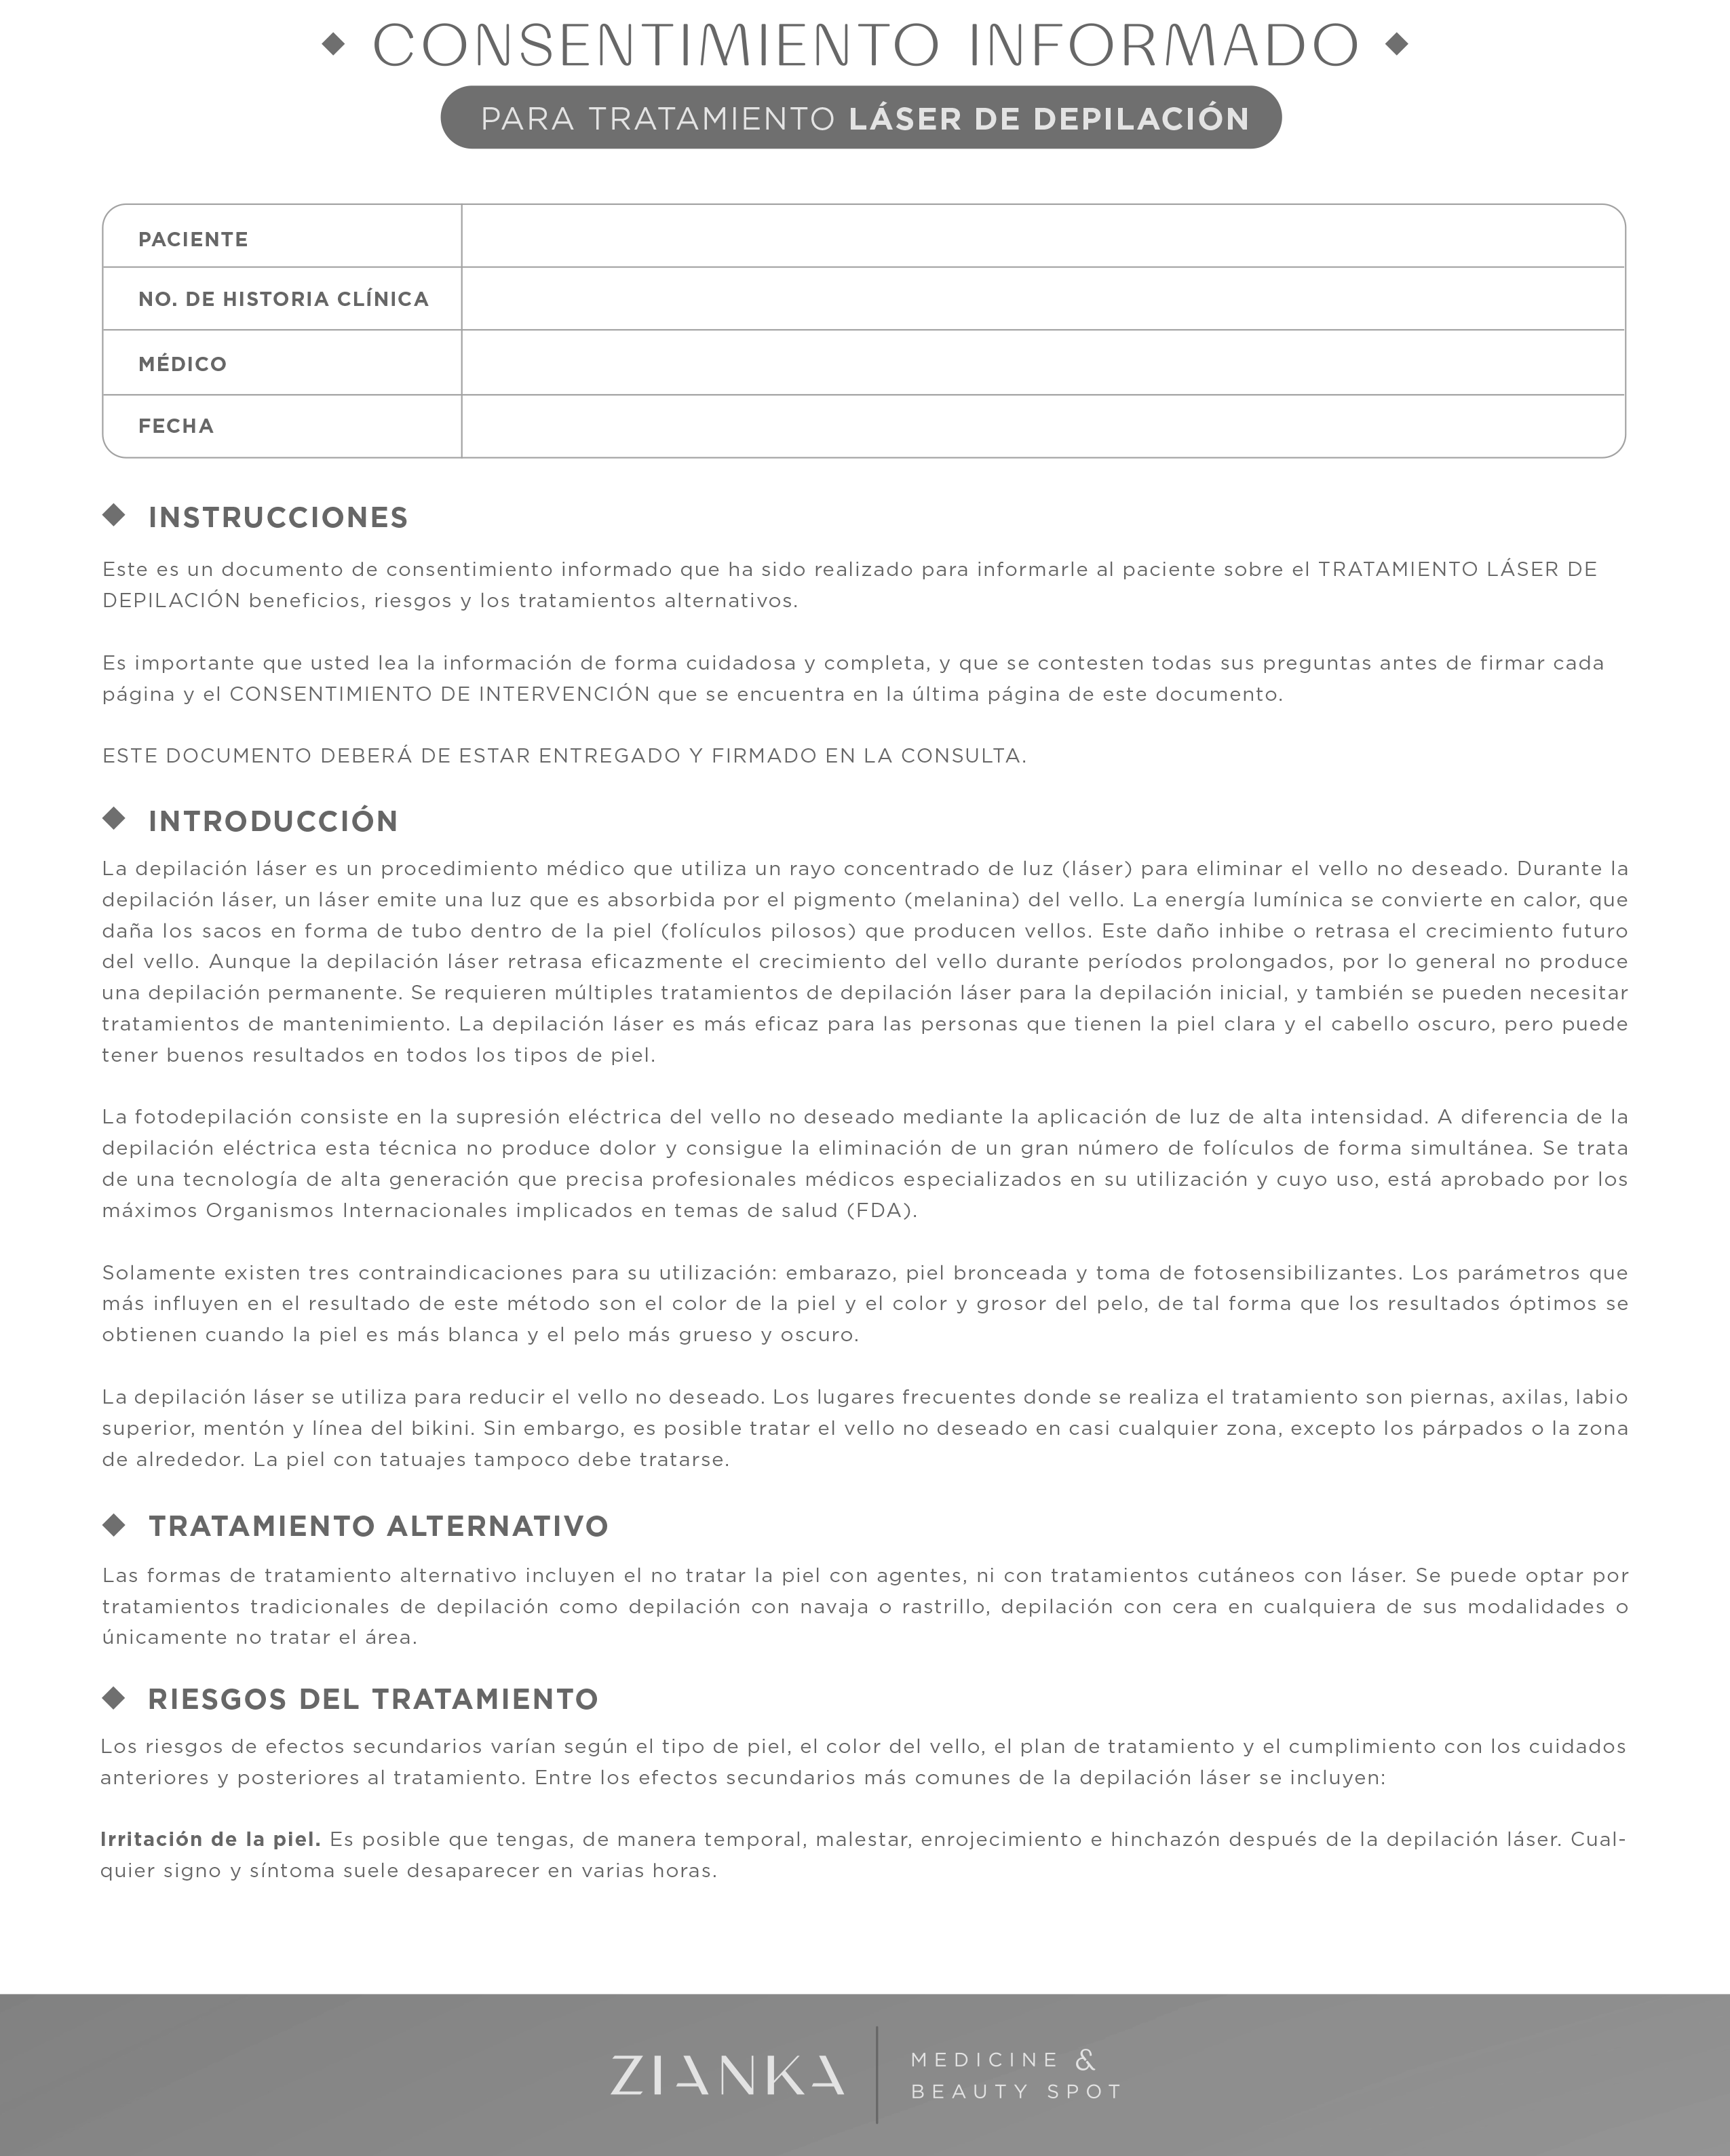 CONSENTIMIENTO INFORMADO
PARA TRATAMIENTO LÁSER DE DEPILACIÓN
PACIENTE
NO. DE HISTORIA CLÍNICA
MÉDICO
FECHA
INSTRUCCIONES
Este es un documento de consentimiento informado que ha sido realizado para informarle al paciente sobre el TRATAMIENTO LÁSER DE
DEPILACIÓN beneficios, riesgos y los tratamientos alternativos.
Es importante que usted lea la información de forma cuidadosa y completa, y que se contesten todas sus preguntas antes de firmar cada
página y el CONSENTIMIENTO DE INTERVENCIÓN que se encuentra en la última página de este documento.
ESTE DOCUMENTO DEBERÁ DE ESTAR ENTREGADO Y FIRMADO EN LA CONSULTA.
INTRODUCCIÓN
La depilación láser es un procedimiento médico que utiliza un rayo concentrado de luz (láser) para eliminar el vello no deseado. Durante la
depilación láser, un láser emite una luz que es absorbida por el pigmento (melanina) del vello. La energía lumínica se convierte en calor, que
daña los sacos en forma de tubo dentro de la piel (folículos pilosos) que producen vellos. Este daño inhibe o retrasa el crecimiento futuro
del vello. Aunque la depilación láser retrasa eficazmente el crecimiento del vello durante períodos prolongados, por lo general no produce
una depilación permanente. Se requieren múltiples tratamientos de depilación láser para la depilación inicial, y también se pueden necesitar
tratamientos de mantenimiento. La depilación láser es más eficaz para las personas que tienen la piel clara y el cabello oscuro, pero puede
tener buenos resultados en todos los tipos de piel.
La fotodepilación consiste en la supresión eléctrica del vello no deseado mediante la aplicación de luz de alta intensidad. A diferencia de la
depilación eléctrica esta técnica no produce dolor y consigue la eliminación de un gran número de folículos de forma simultánea. Se trata
de una tecnología de alta generación que precisa profesionales médicos especializados en su utilización y cuyo uso, está aprobado por los
máximos Organismos Internacionales implicados en temas de salud (FDA).
Solamente existen tres contraindicaciones para su utilización: embarazo, piel bronceada y toma de fotosensibilizantes. Los parámetros que
más influyen en el resultado de este método son el color de la piel y el color y grosor del pelo, de tal forma que los resultados óptimos se
obtienen cuando la piel es más blanca y el pelo más grueso y oscuro.
La depilación láser se utiliza para reducir el vello no deseado. Los lugares frecuentes donde se realiza el tratamiento son piernas, axilas, labio
superior, mentón y línea del bikini. Sin embargo, es posible tratar el vello no deseado en casi cualquier zona, excepto los párpados o la zona
de alrededor. La piel con tatuajes tampoco debe tratarse.
TRATAMIENTO ALTERNATIVO
Las formas de tratamiento alternativo incluyen el no tratar la piel con agentes, ni con tratamientos cutáneos con láser. Se puede optar por
tratamientos tradicionales de depilación como depilación con navaja o rastrillo, depilación con cera en cualquiera de sus modalidades o
únicamente no tratar el área.
RIESGOS DEL TRATAMIENTO
Los riesgos de efectos secundarios varían según el tipo de piel, el color del vello, el plan de tratamiento y el cumplimiento con los cuidados
anteriores y posteriores al tratamiento. Entre los efectos secundarios más comunes de la depilación láser se incluyen:
Irritación de la piel. Es posible que tengas, de manera temporal, malestar, enrojecimiento e hinchazón después de la depilación láser. Cual-
quier signo y síntoma suele desaparecer en varias horas.
ZIANKA
MEDICINE &
BEAUTY SPOT